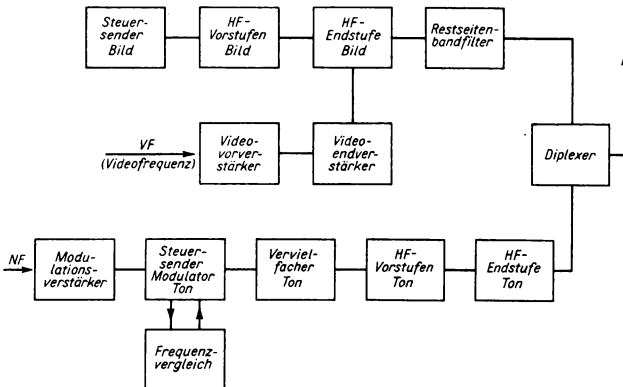 Steuer-
sender
Bild
HF-
Vorstufen
Bild
HF-
Endstufe
Bild
Restseiten-
bandfilter
VF
(Videofrequenz)
Video-
vorver-
stärker
Video-
endver-
stärker
Diplexer
NF
Modu-
lations-
verstärker
Steuer-
sender
Modulator
Ton
Verviel-
facher
Ton
HF-
Vorstufen
Ton
HF-
Endstufe
Ton
Frequenz-
vergleich